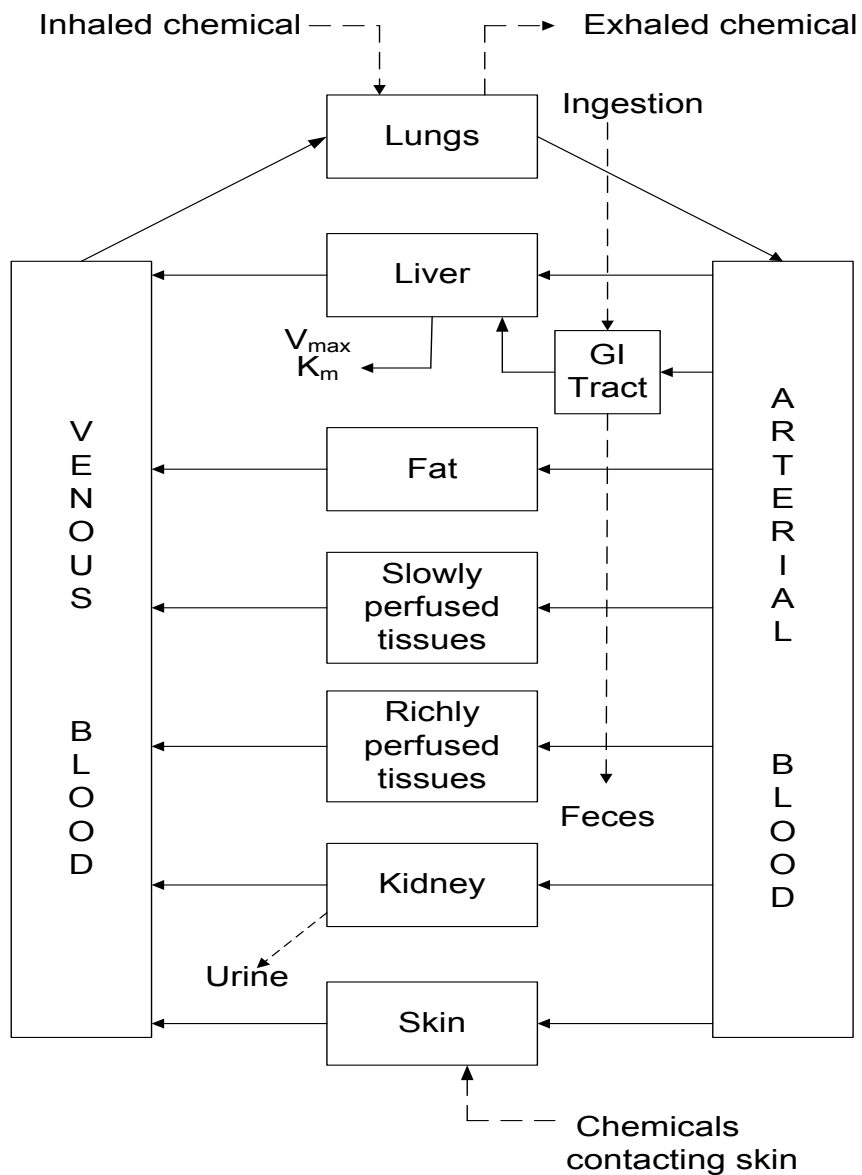 Inhaled chemical
Exhaled chemical
Ingestion
Lungs
Liver
Vmax
Km
GI
Tract
VENOUS BLOOD
ARTERIAL BLOOD
Fat
Slowly
perfused
tissues
Richly
perfused
tissues
Feces
Kidney
Urine
Skin
Chemicals
contacting skin